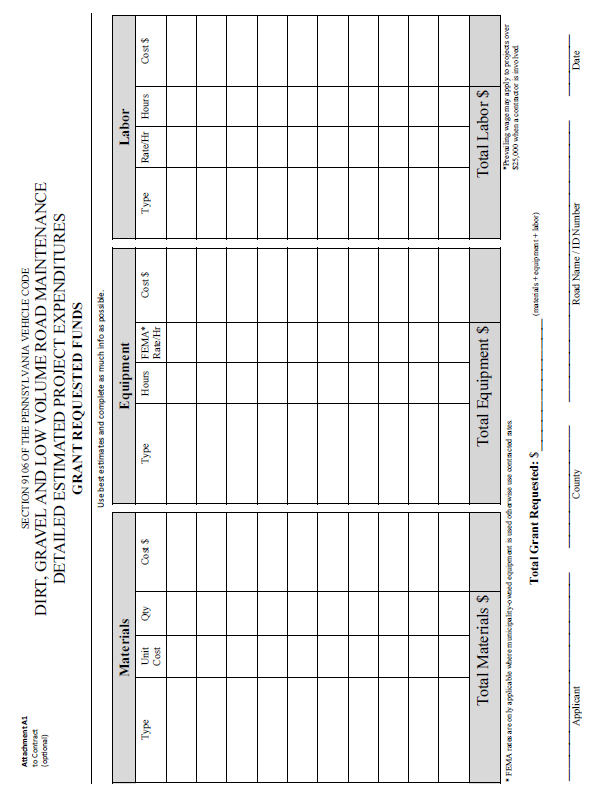 Attachment A1
to Contract
(optional)
SECTION 9106 OF THE PENNSYLVANIA VEHICLE CODE
DIRT, GRAVEL AND LOW VOLUME ROAD MAINTENANCE
DETAILED ESTIMATED PROJECT EXPENDITURES
GRANT REQUESTED FUNDS
Use best estimates and complete as much info as possible.
Materials
Type Unit Cost Qty Cost $
Total Materials $
Equipment
Type Hours FEMA* Rate/Hr Cost $
Total Equipment $
Labor
Type Rate/Hr Hours Cost $
Total Labor $
* FEMA rates are only applicable where municipality-owned equipment is used otherwise use contracted rates.
*Prevailing wage may apply to projects over
$25,000 when a contractor is involved.
Total Grant Requested: $ (materials + equipment + labor)
Applicant County Road Name / ID Number Date